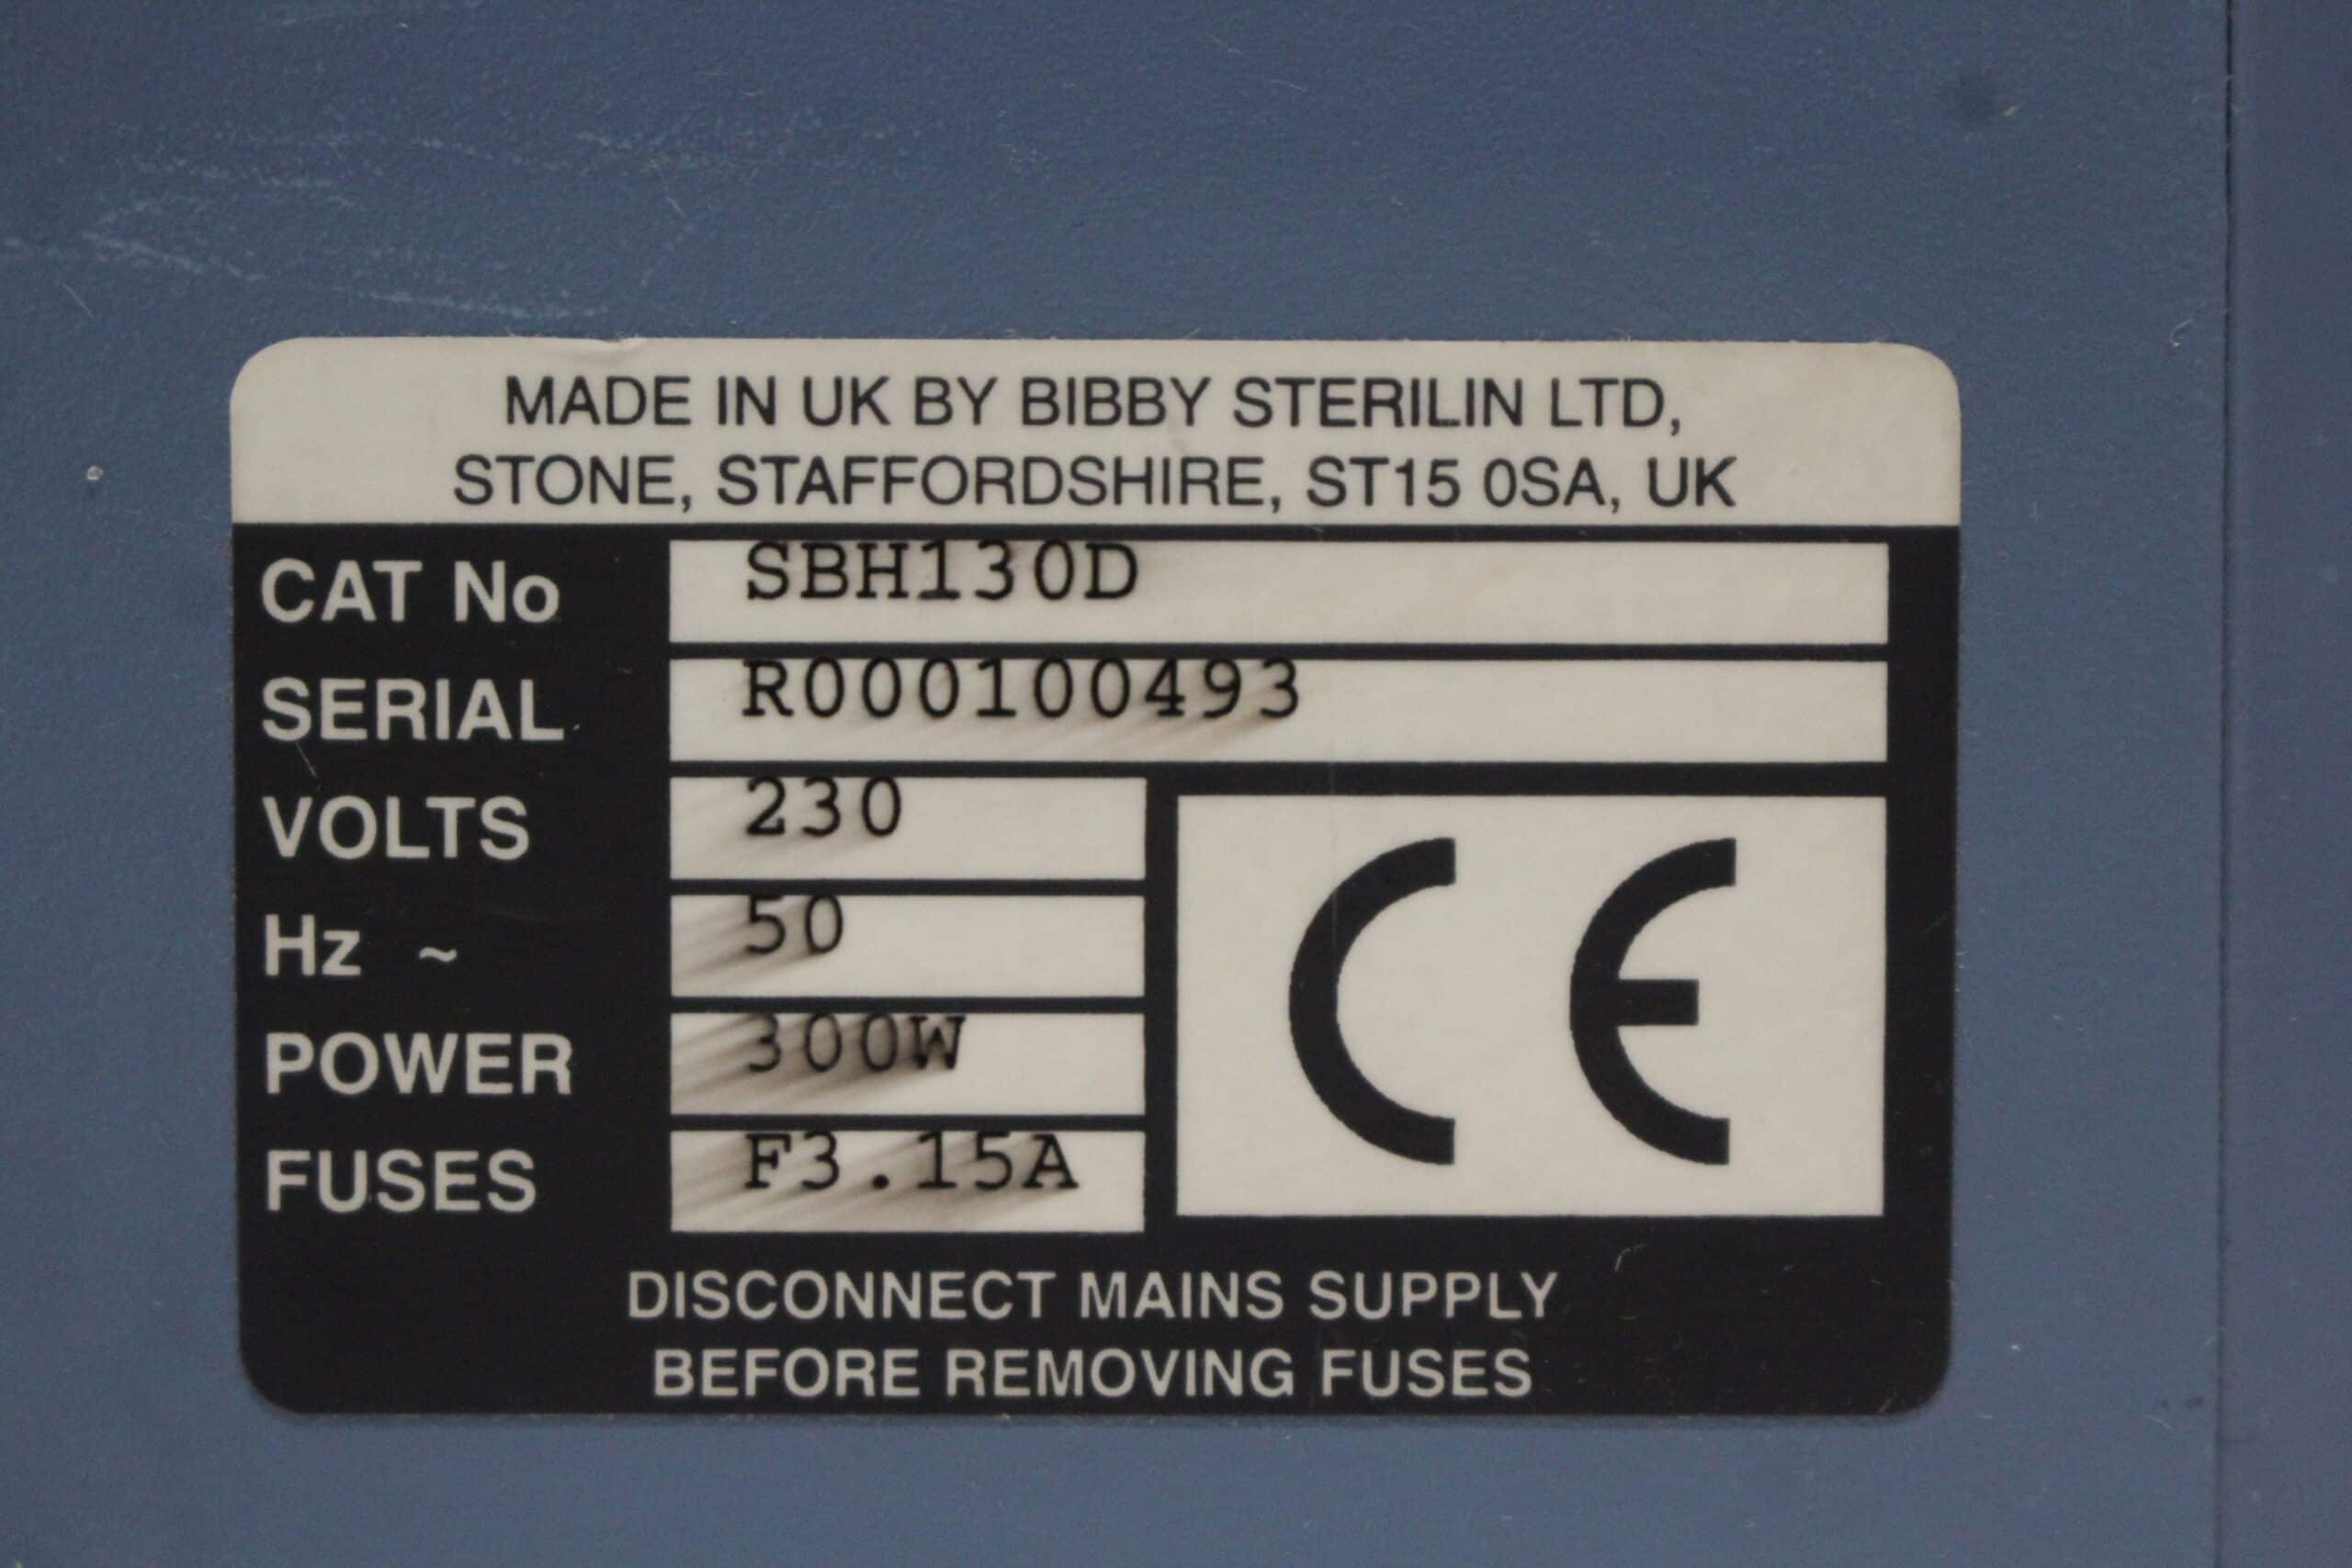 MADE IN UK BY BIBBY STERILIN LTD,
STONE, STAFFORDSHIRE, ST15 0SA, UK
CAT No SBH130D
SERIAL R000100493
VOLTS 230
Hz ~ 50
POWER 300W
FUSES F3.15A
CE
DISCONNECT MAINS SUPPLY
BEFORE REMOVING FUSES